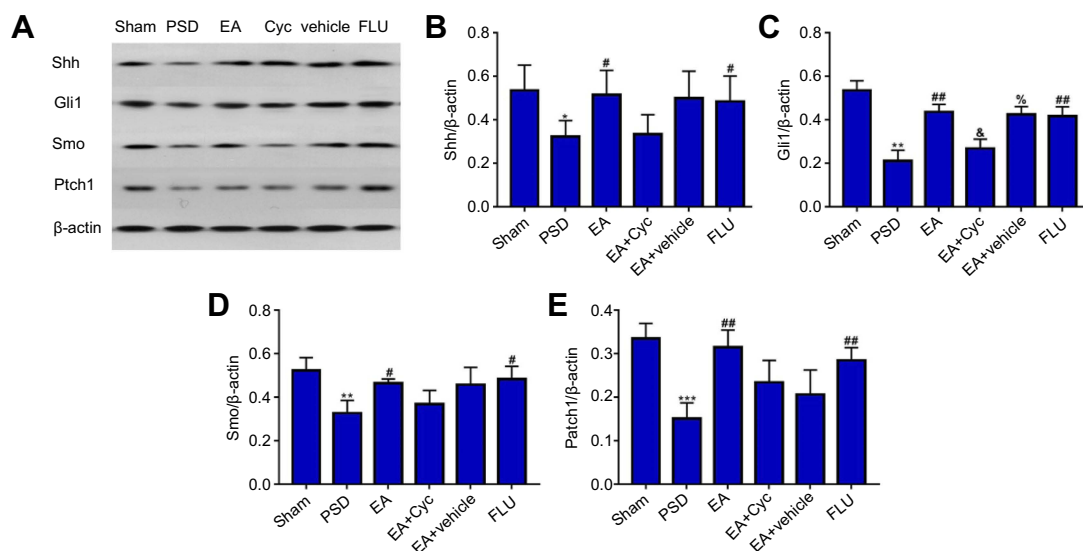 A
Sham PSD EA Cyc vehicle FLU
Shh
Gli1
Smo
Ptch1
β-actin
B
Shh/β-actin
0.8
0.6
0.4
0.2
0.0
* # #
Sham PSD EA EA+Cyc EA+vehicle FLU
C
Gli1/β-actin
0.8
0.6
0.4
0.2
0.0
** ## & % ##
Sham PSD EA EA+Cyc EA+vehicle FLU
D
Smo/β-actin
0.8
0.6
0.4
0.2
0.0
** # #
Sham PSD EA EA+Cyc EA+vehicle FLU
E
Patch1/β-actin
0.4
0.3
0.2
0.1
0.0
*** ## ##
Sham PSD EA EA+Cyc EA+vehicle FLU